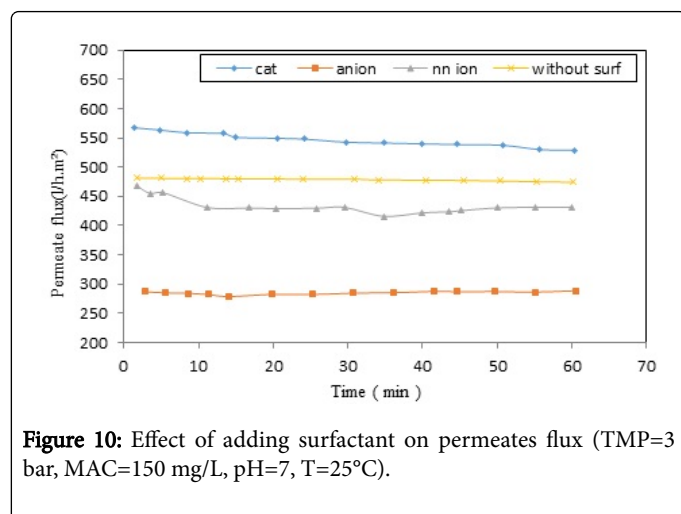 700
650
600
550
500
450
400
350
300
250
200
cat anion nn ion without surf
Permeate flux(l/h.m²)
0 10 20 30 40 50 60 70
Time ( min )
Figure 10: Effect of adding surfactant on permeates flux (TMP=3
bar, MAC=150 mg/L, pH=7, T=25°C).